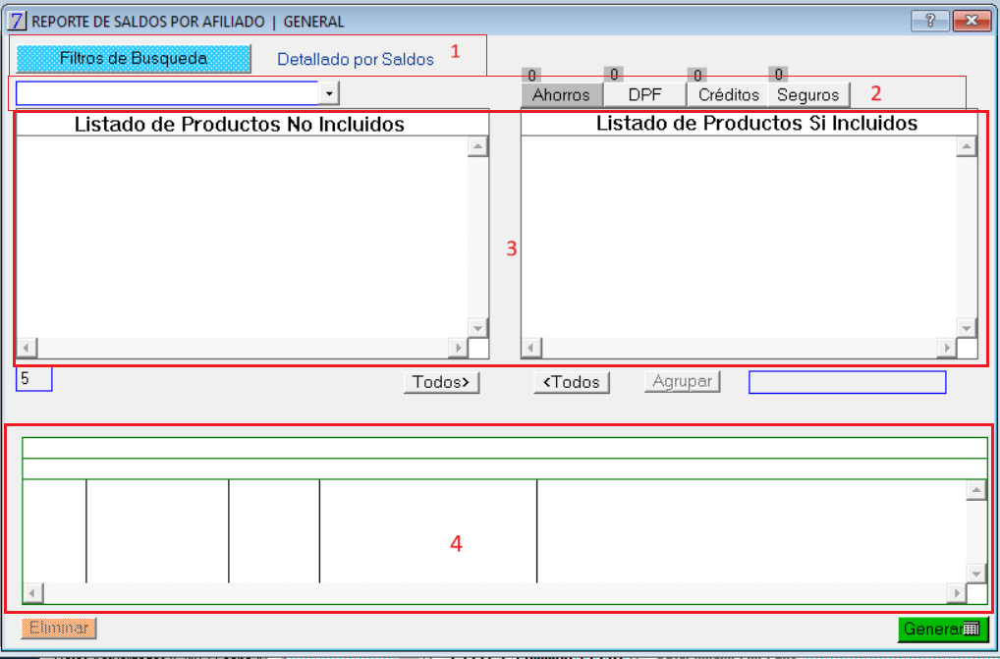 7 REPORTE DE SALDOS POR AFILIADO | GENERAL ?
Filtros de Busqueda Detallado por Saldos 1
0 0 0 0
Ahorros DPF Créditos Seguros 2
Listado de Productos No Incluidos Listado de Productos Si Incluidos
3
5 Todos> <Todos Agrupar
4
Eliminar Generar